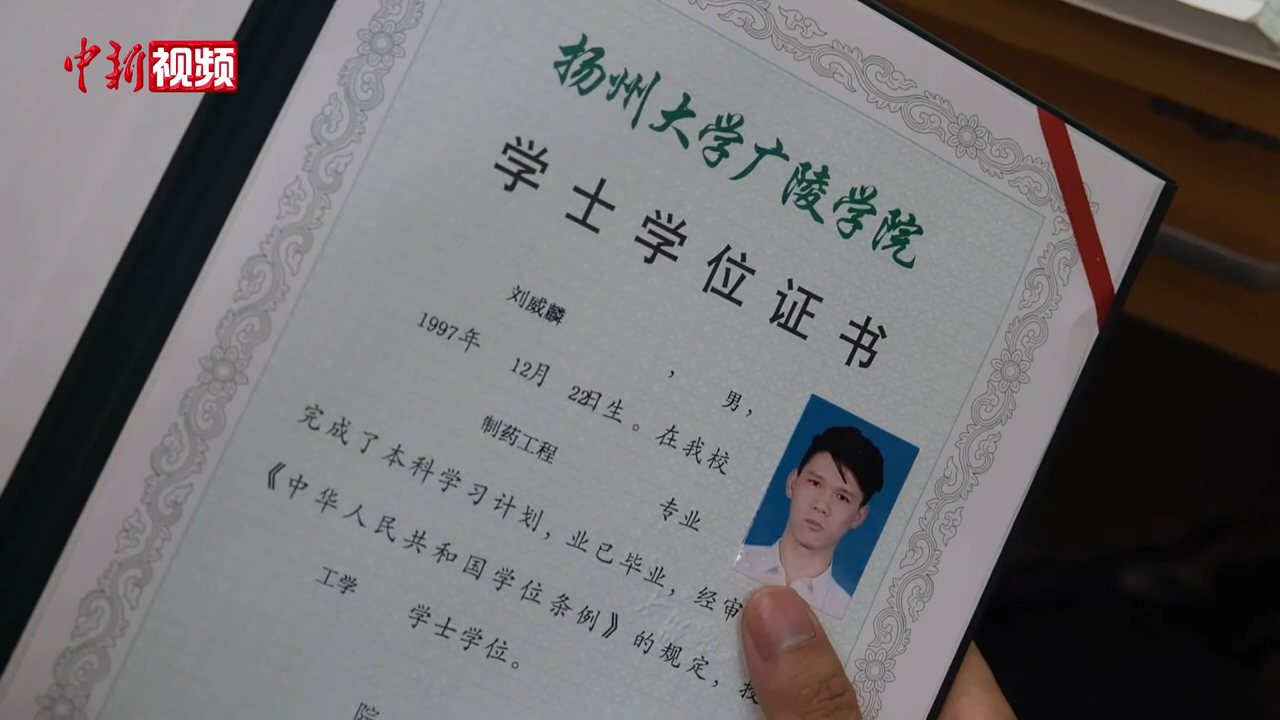 中新视频
扬州大学广陵学院
学士学位证书
刘威麟，男，
1997年 12月 22日生。在我校
制药工程 专业
完成了本科学习计划，业已毕业，经审
《中华人民共和国学位条例》的规定，授
工学 学士学位。
院